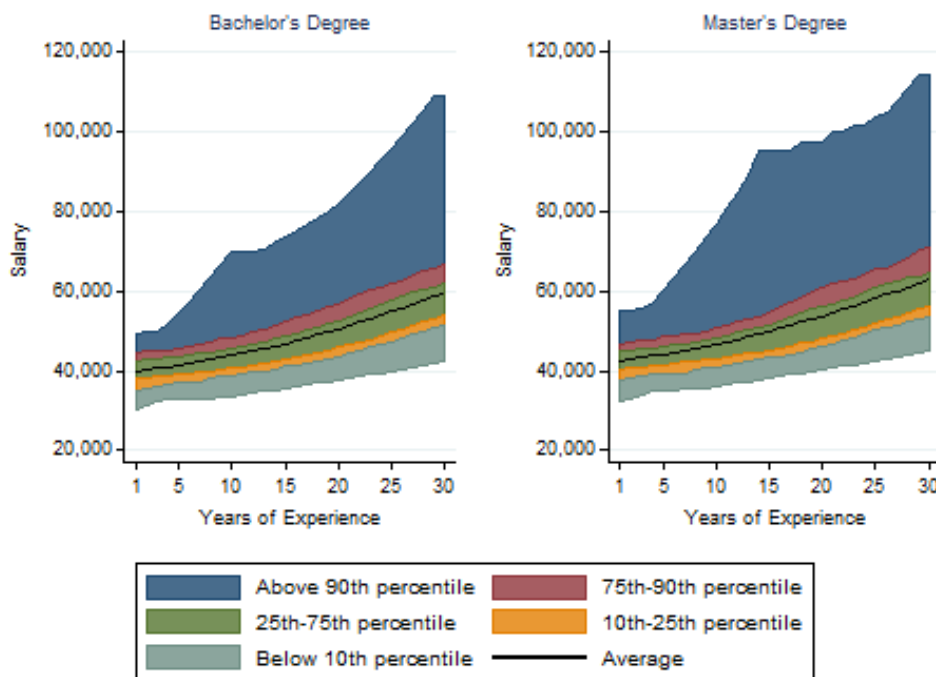 Bachelor's Degree
Master's Degree
120,000
100,000
80,000
60,000
40,000
20,000
Salary
1 5 10 15 20 25 30
Years of Experience
120,000
100,000
80,000
60,000
40,000
20,000
Salary
1 5 10 15 20 25 30
Years of Experience
Above 90th percentile
75th-90th percentile
25th-75th percentile
10th-25th percentile
Below 10th percentile
Average